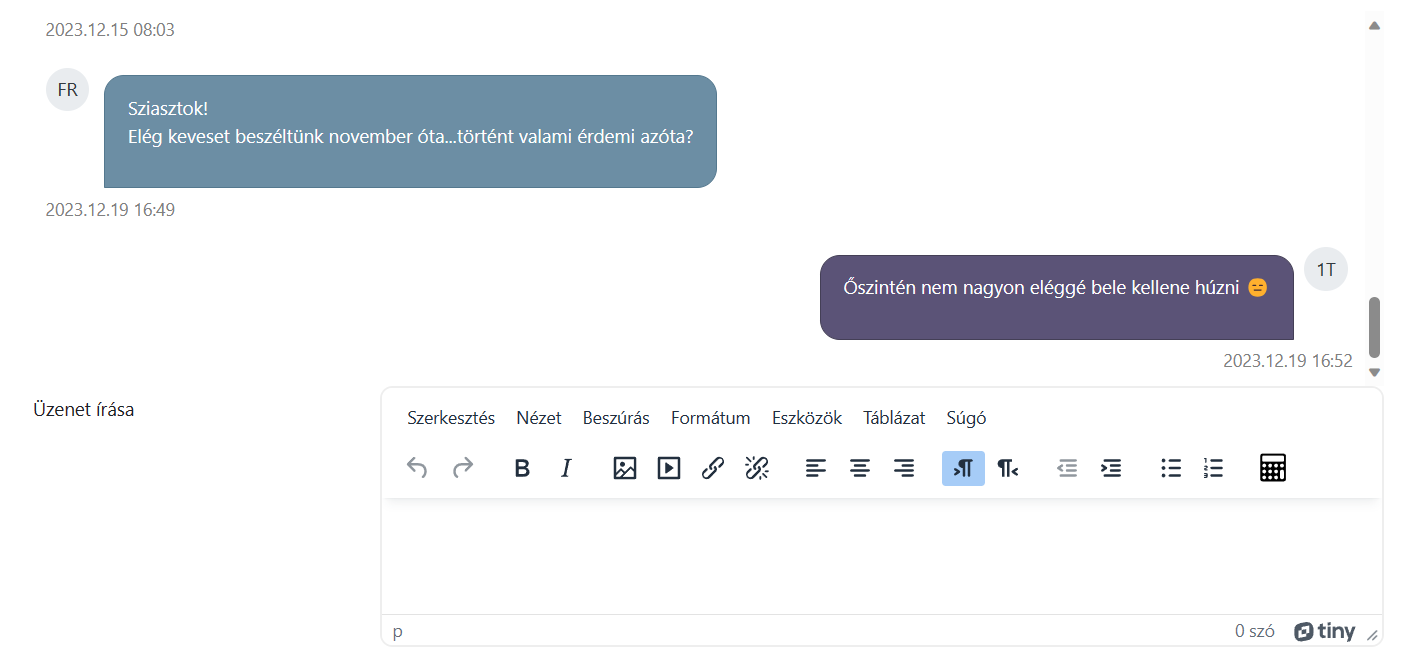 2023.12.15 08:03
FR
Sziasztok!
Elég keveset beszéltünk november óta...történt valami érdemi azóta?
2023.12.19 16:49
1T
Őszintén nem nagyon eléggé bele kellene húzni 😑
2023.12.19 16:52
Üzenet írása
Szerkesztés Nézet Beszúrás Formátum Eszközök Táblázat Súgó
B I
p 0 szó tiny